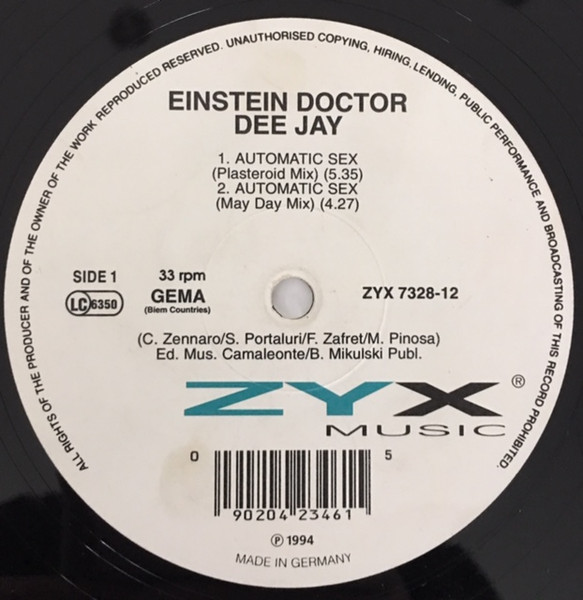 ALL RIGHTS OF THE PRODUCER AND OF THE OWNER OF THE WORK REPRODUCED RESERVED. UNAUTHORISED COPYING, HIRING, LENDING, PUBLIC PERFORMANCE AND BROADCASTING OF THIS RECORD PROHIBITED.
EINSTEIN DOCTOR
DEE JAY
1. AUTOMATIC SEX
(Plasteroid Mix) (5.35)
2. AUTOMATIC SEX
(May Day Mix) (4.27)
SIDE 1 33 rpm
LC 6350 GEMA ZYX 7328-12
(Biem Countries)
(C. Zennaro/S. Portaluri/F. Zafret/M. Pinosa)
Ed. Mus. Camaleonte/B. Mikulski Publ.
ZYX ®
MUSIC
0 5
90204 23461
℗ 1994
MADE IN GERMANY